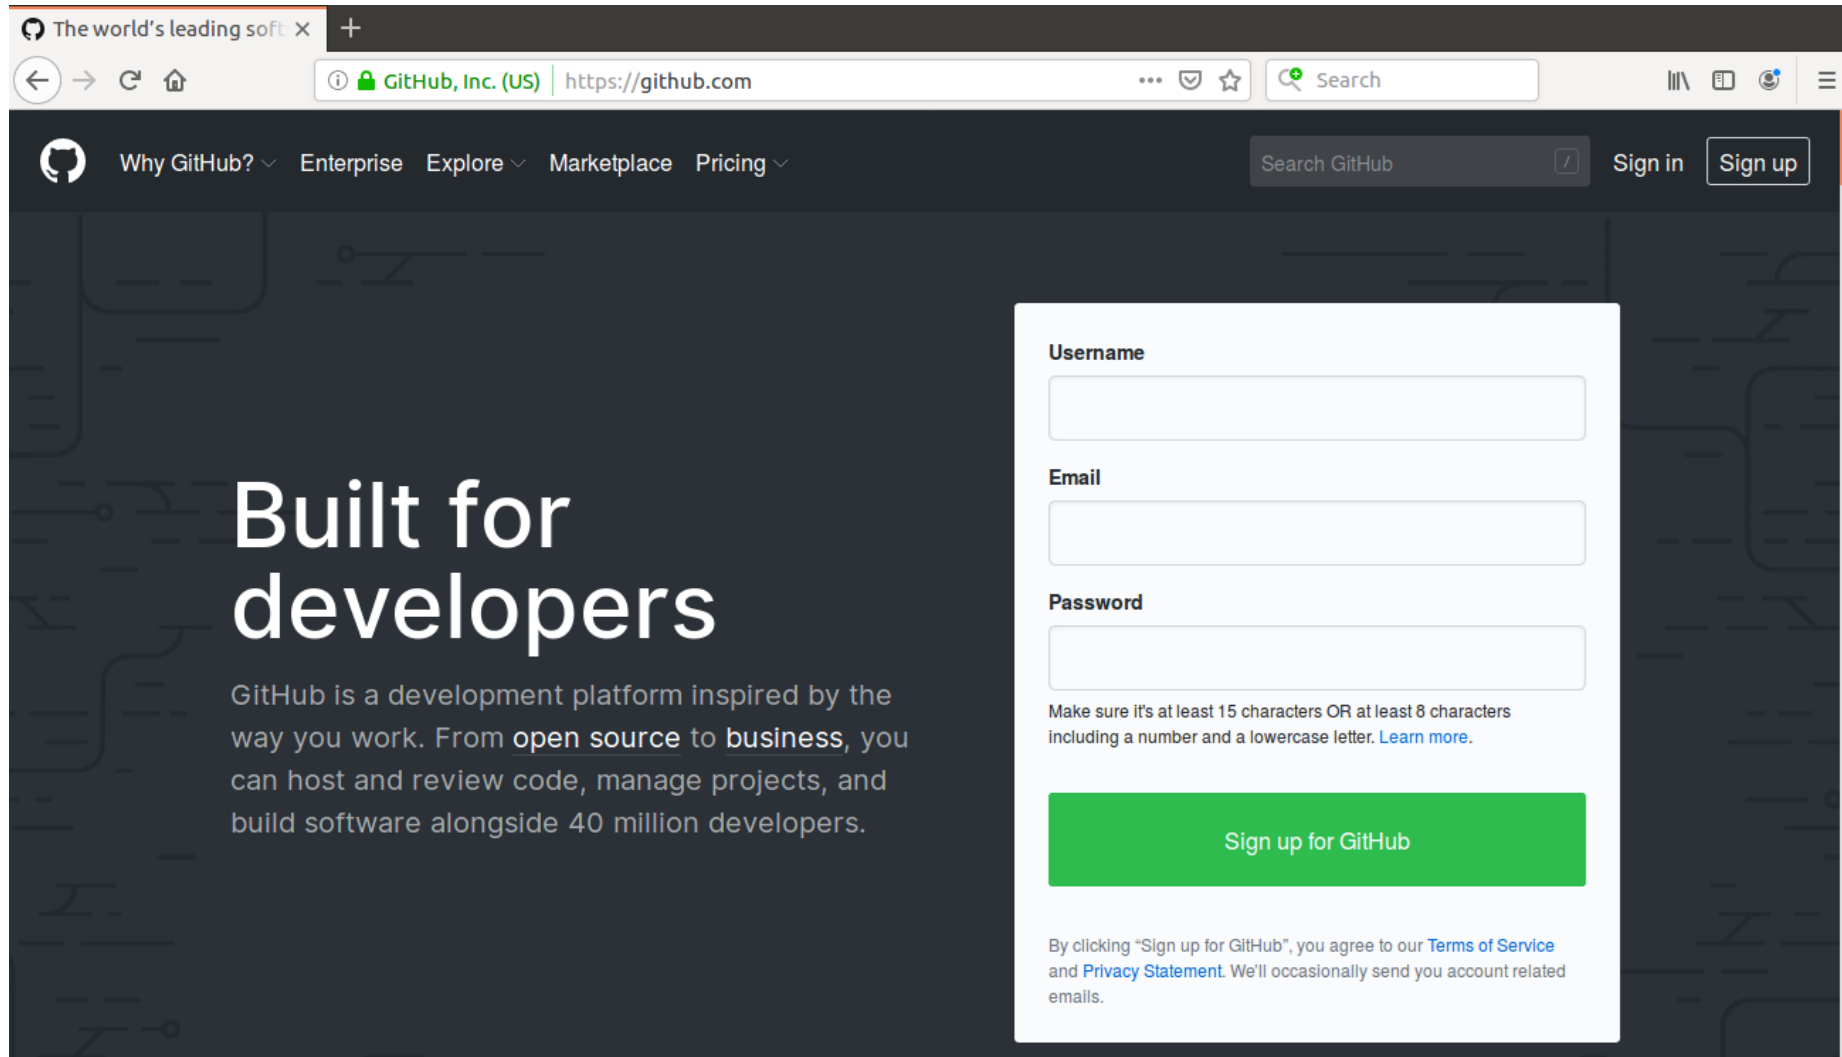 The world's leading soft
GitHub, Inc. (US) https://github.com
Search
Why GitHub? Enterprise Explore Marketplace Pricing
Search GitHub /
Sign in Sign up
Built for
developers
GitHub is a development platform inspired by the
way you work. From open source to business, you
can host and review code, manage projects, and
build software alongside 40 million developers.
Username
Email
Password
Make sure it's at least 15 characters OR at least 8 characters
including a number and a lowercase letter. Learn more.
Sign up for GitHub
By clicking “Sign up for GitHub”, you agree to our Terms of Service
and Privacy Statement. We'll occasionally send you account related
emails.